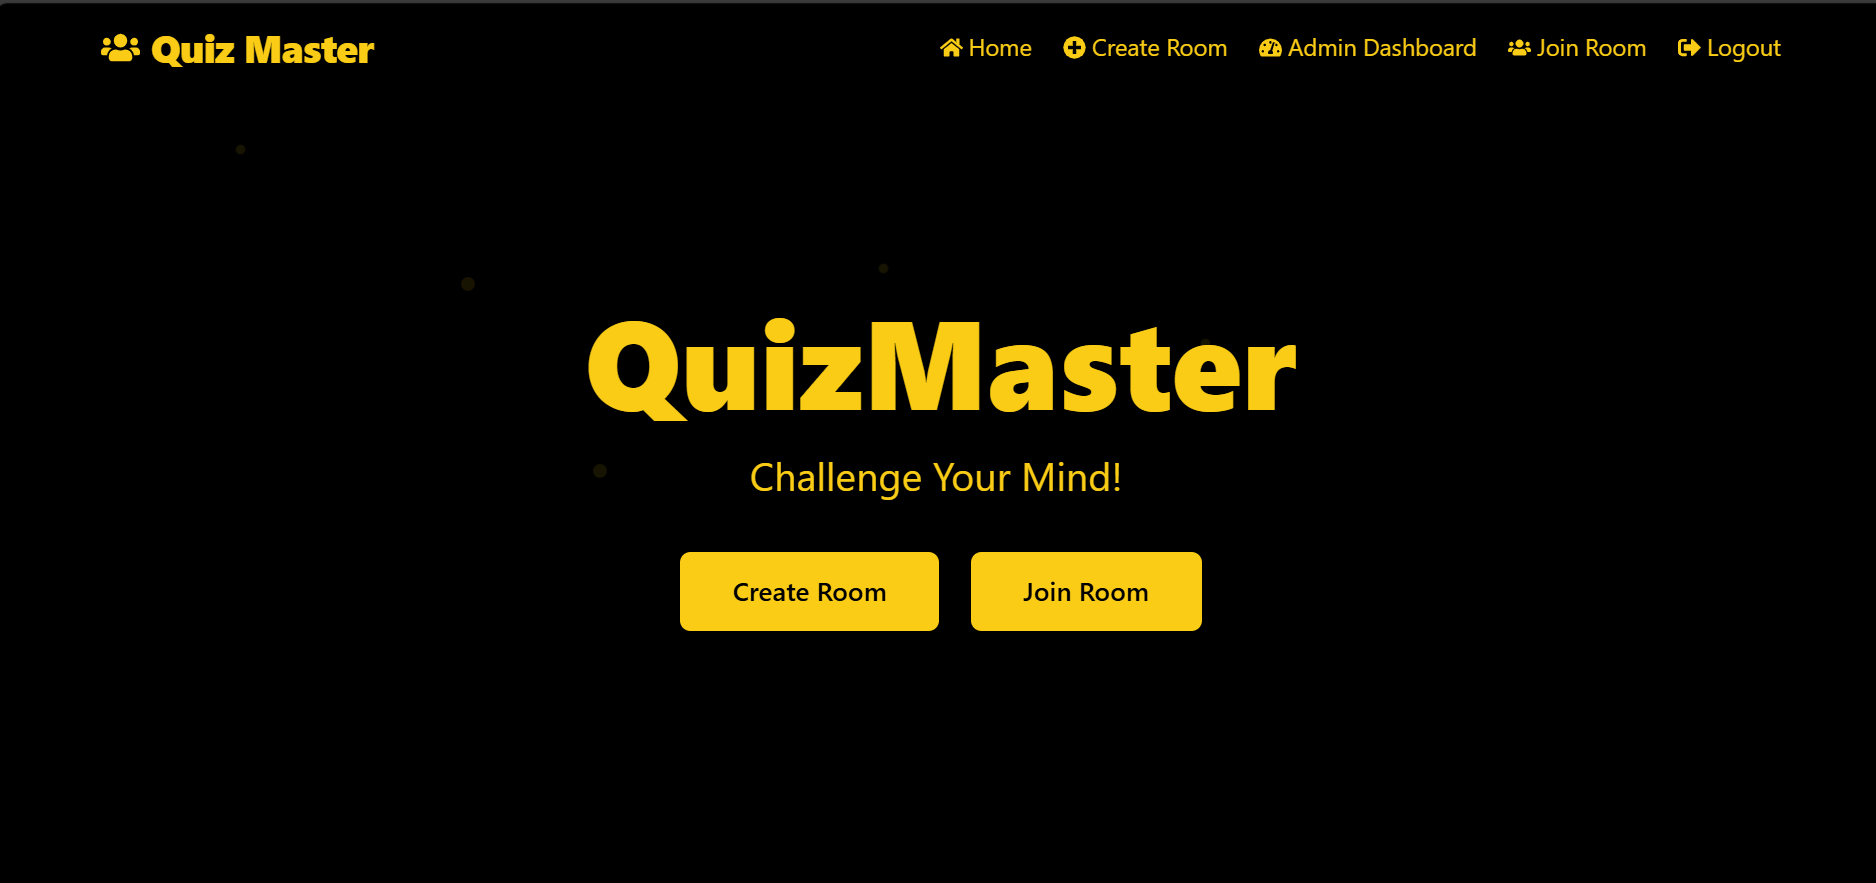 Quiz Master
Home Create Room Admin Dashboard Join Room Logout
QuizMaster
Challenge Your Mind!
Create Room Join Room